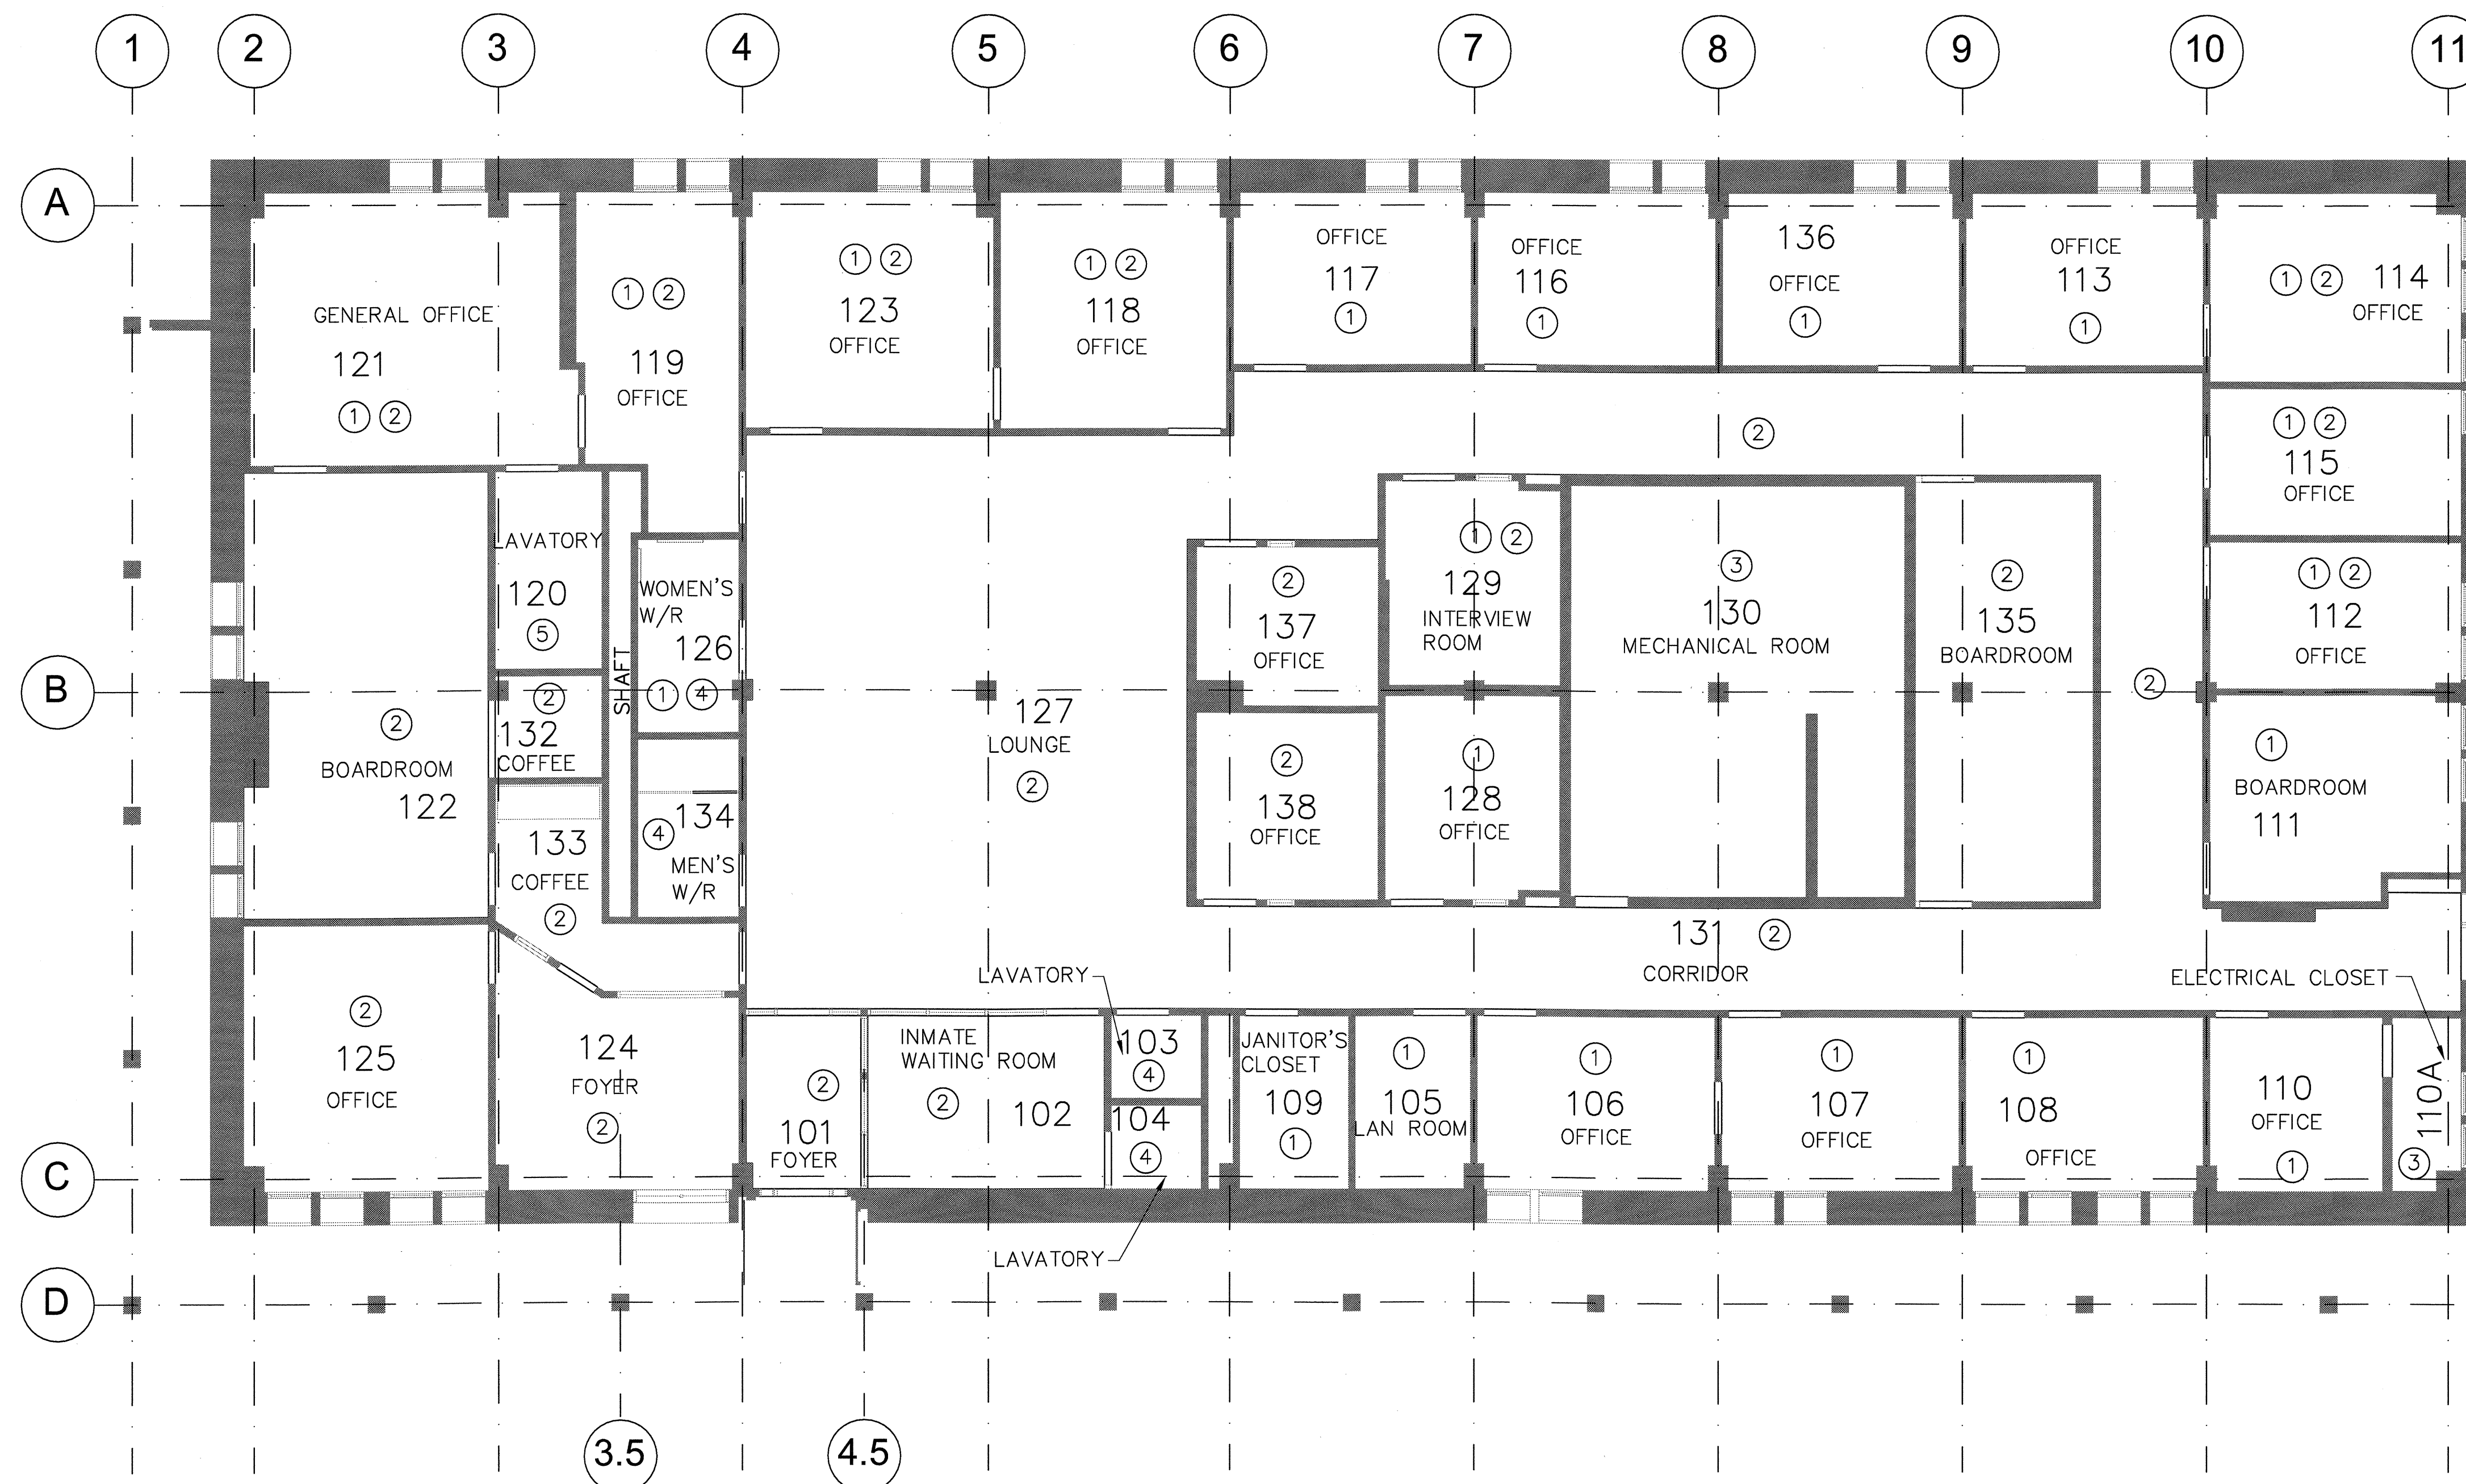 1 2 3 4 5 6 7 8 9 10 11
A
GENERAL OFFICE
121
1 2
1 2
119
OFFICE
1 2
123
OFFICE
1 2
118
OFFICE
OFFICE
117
1
OFFICE
116
1
136
OFFICE
1
OFFICE
113
1
1 2 114
OFFICE
2
1 2
115
OFFICE
1 2
112
OFFICE
B
2
BOARDROOM
122
LAVATORY
120
5
2
132
COFFEE
133
COFFEE
2
SHAFT
WOMEN'S
W/R
126
1 4
134
4
MEN'S
W/R
127
LOUNGE
2
2
137
OFFICE
2
138
OFFICE
1 2
129
INTERVIEW
ROOM
1
128
OFFICE
3
130
MECHANICAL ROOM
2
135
BOARDROOM
2
1
BOARDROOM
111
131 2
CORRIDOR
LAVATORY
ELECTRICAL CLOSET
C
2
125
OFFICE
124
FOYER
2
2
101
FOYER
INMATE
WAITING ROOM
2
102
103
4
104
4
JANITOR'S
CLOSET
109
1
1
105
LAN ROOM
1
106
OFFICE
1
107
OFFICE
1
108
OFFICE
110
OFFICE
1
110A
3
LAVATORY
D
3.5 4.5